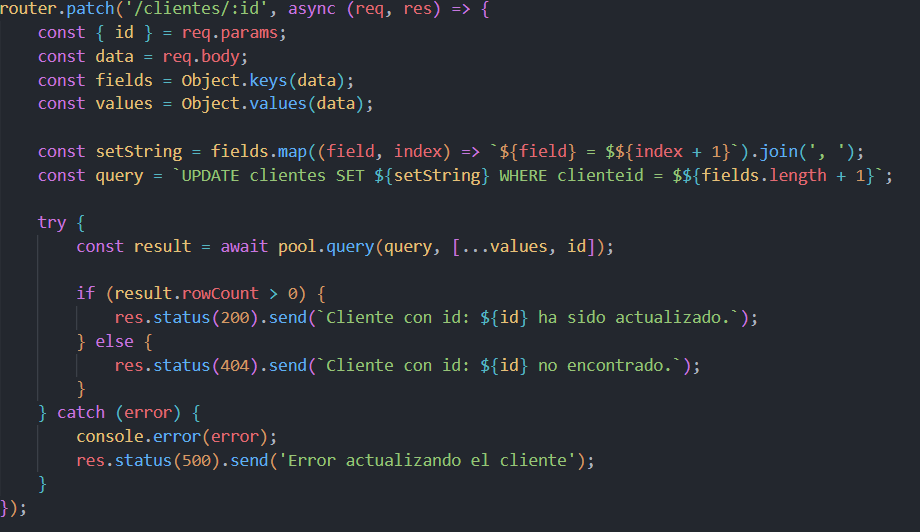 router.patch('/clientes/:id', async (req, res) => {
    const { id } = req.params;
    const data = req.body;
    const fields = Object.keys(data);
    const values = Object.values(data);

    const setString = fields.map((field, index) => `${field} = $${index + 1}`).join(', ');
    const query = `UPDATE clientes SET ${setString} WHERE clienteid = $${fields.length + 1}`;

    try {
        const result = await pool.query(query, [...values, id]);

        if (result.rowCount > 0) {
            res.status(200).send(`Cliente con id: ${id} ha sido actualizado.`);
        } else {
            res.status(404).send(`Cliente con id: ${id} no encontrado.`);
        }
    } catch (error) {
        console.error(error);
        res.status(500).send('Error actualizando el cliente');
    }
});